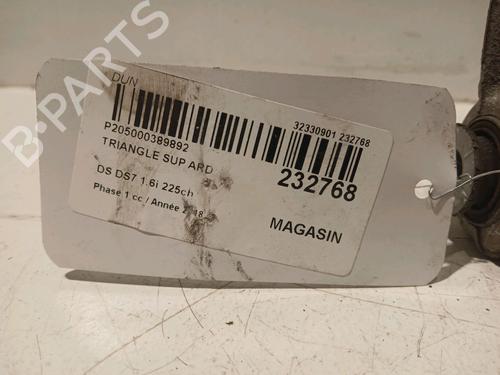 B-PARTS
DUN
32330901 232768
P205000389892
TRIANGLE SUP ARD
232768
DS DS7 1.6i 225ch
Phase 1 cc / Année
MAGASIN